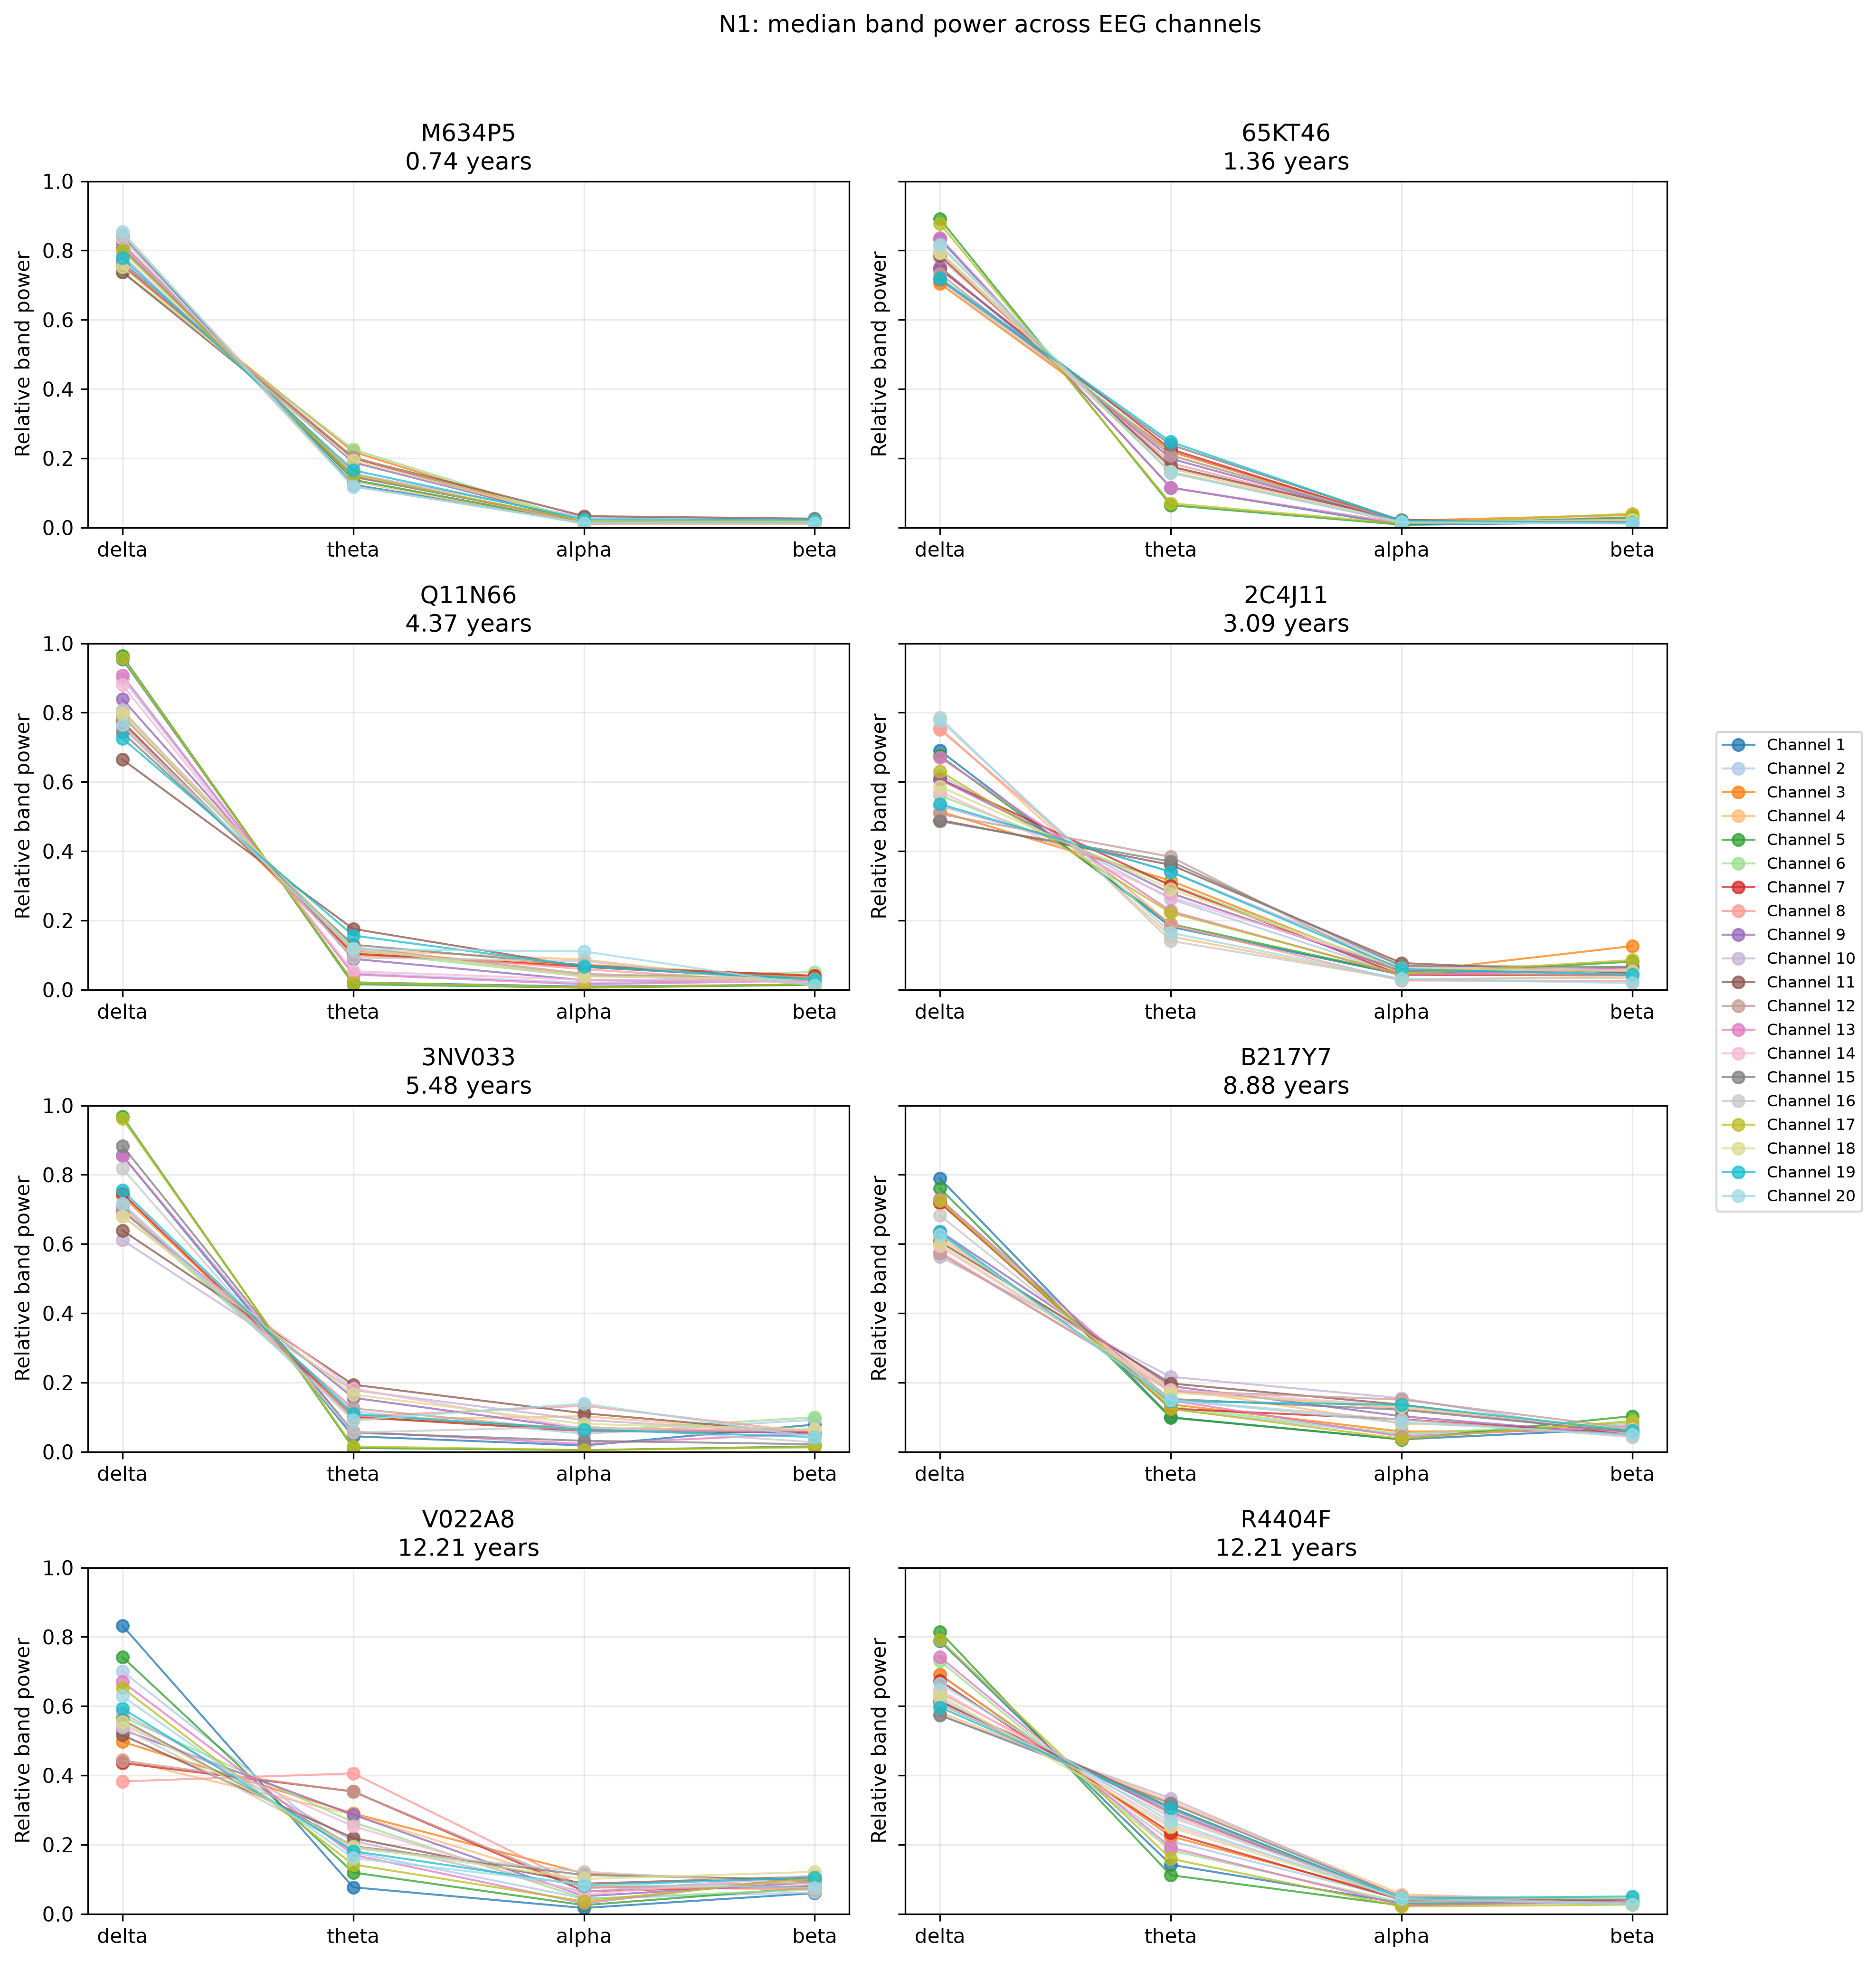 N1: median band power across EEG channels
M634P5
0.74 years
Relative band power
1.0
0.8
0.6
0.4
0.2
0.0
delta theta alpha beta
65KT46
1.36 years
Relative band power
delta theta alpha beta
Q11N66
4.37 years
Relative band power
1.0
0.8
0.6
0.4
0.2
0.0
delta theta alpha beta
2C4J11
3.09 years
Relative band power
delta theta alpha beta
3NV033
5.48 years
Relative band power
1.0
0.8
0.6
0.4
0.2
0.0
delta theta alpha beta
B217Y7
8.88 years
Relative band power
delta theta alpha beta
V022A8
12.21 years
Relative band power
1.0
0.8
0.6
0.4
0.2
0.0
delta theta alpha beta
R4404F
12.21 years
Relative band power
delta theta alpha beta
Channel 1
Channel 2
Channel 3
Channel 4
Channel 5
Channel 6
Channel 7
Channel 8
Channel 9
Channel 10
Channel 11
Channel 12
Channel 13
Channel 14
Channel 15
Channel 16
Channel 17
Channel 18
Channel 19
Channel 20